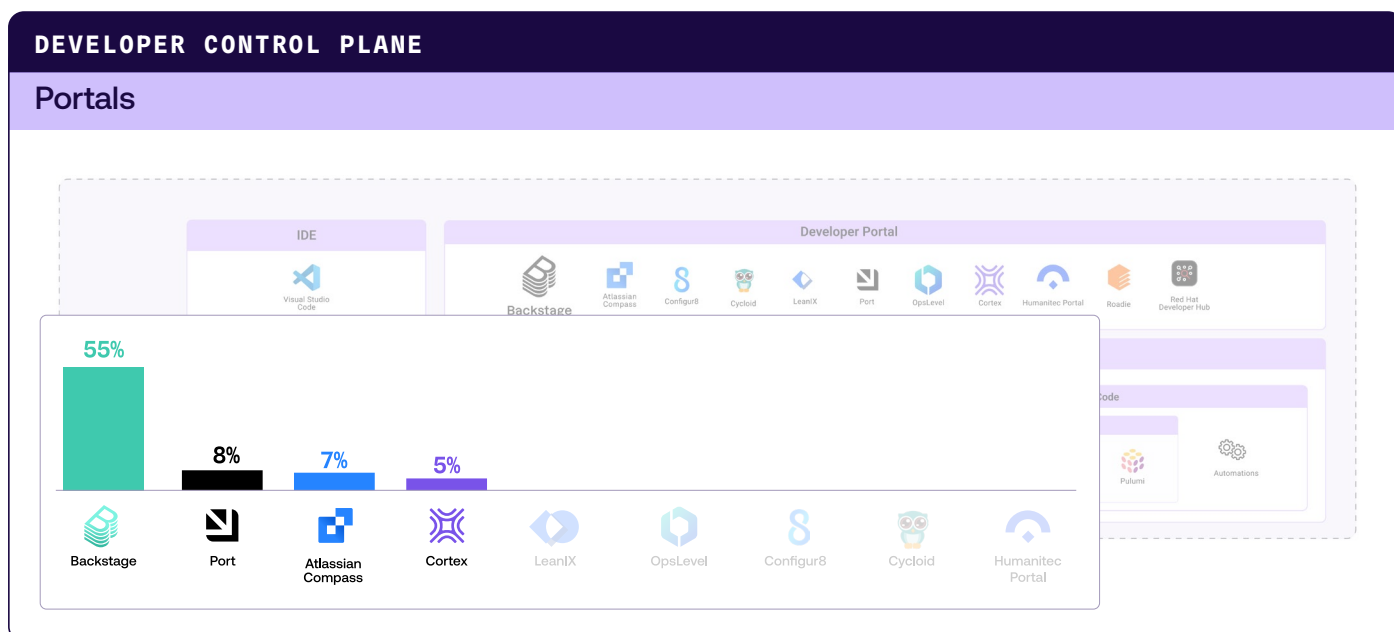 DEVELOPER CONTROL PLANE
Portals
IDE
Visual Studio
Code
Developer Portal
Backstage
Atlassian
Compass
Configur8
Cycloid
LeanIX
Port
OpsLevel
Cortex
Humanitec Portal
Roadie
Red Hat
Developer Hub
Code
Pulumi
Automations
55%
8%
7%
5%
Backstage
Port
Atlassian
Compass
Cortex
LeanIX
OpsLevel
Configur8
Cycloid
Humanitec
Portal